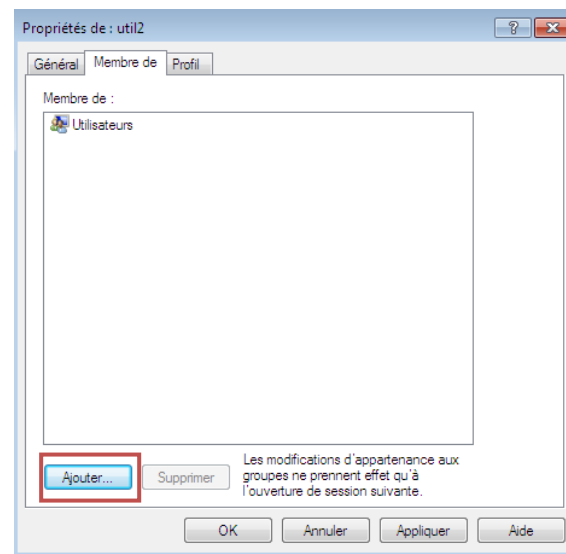 Propriétés de : util2
Général Membre de Profil
Membre de :
Utilisateurs
Ajouter... Supprimer
Les modifications d'appartenance aux
groupes ne prennent effet qu'à
l'ouverture de session suivante.
OK Annuler Appliquer Aide